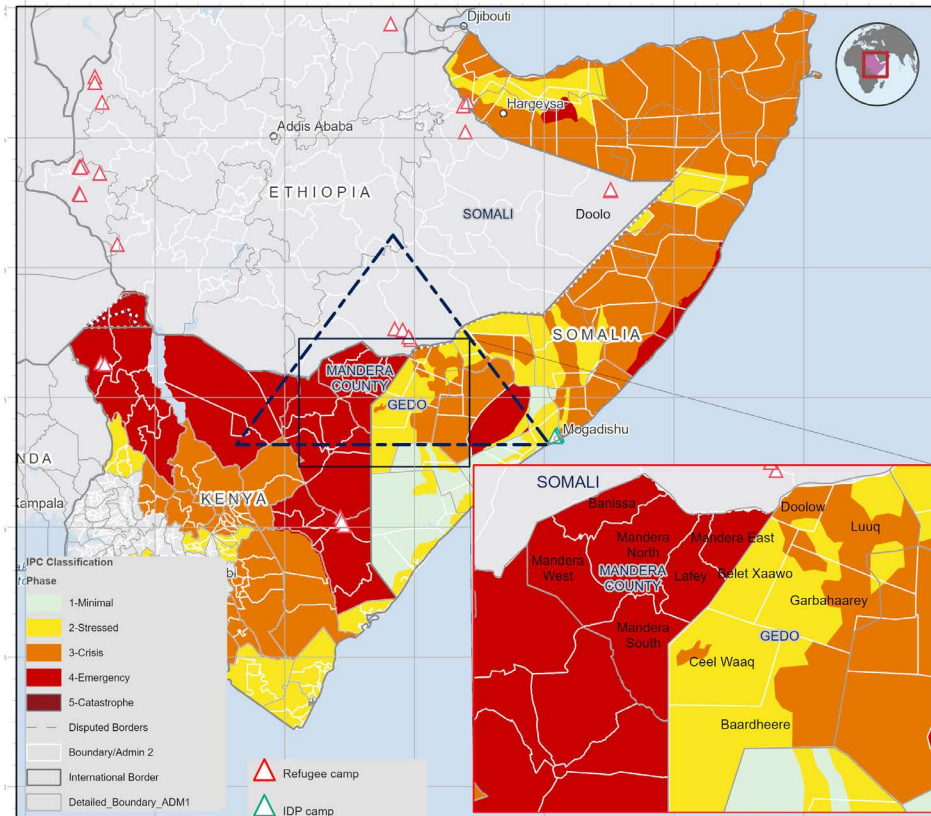 Djibouti
Hargeysa
Addis Ababa
ETHIOPIA
SOMALI
Doolo
SOMALIA
MANDERA
COUNTY
GEDO
Mogadishu
NDA
Kampala
KENYA
bi
IPC Classification
Phase
1-Minimal
2-Stressed
3-Crisis
4-Emergency
5-Catastrophe
Disputed Borders
Boundary/Admin 2
International Border
Detailed_Boundary_ADM1
Refugee camp
IDP camp
SOMALI
Banissa
Doolow
Luuq
Mandera
North
Mandera East
Mandera
West
MANDERA
COUNTY
Lafey
Belet Xaawo
Garbahaarey
Mandera
South
GEDO
Ceel Waaq
Baardheere